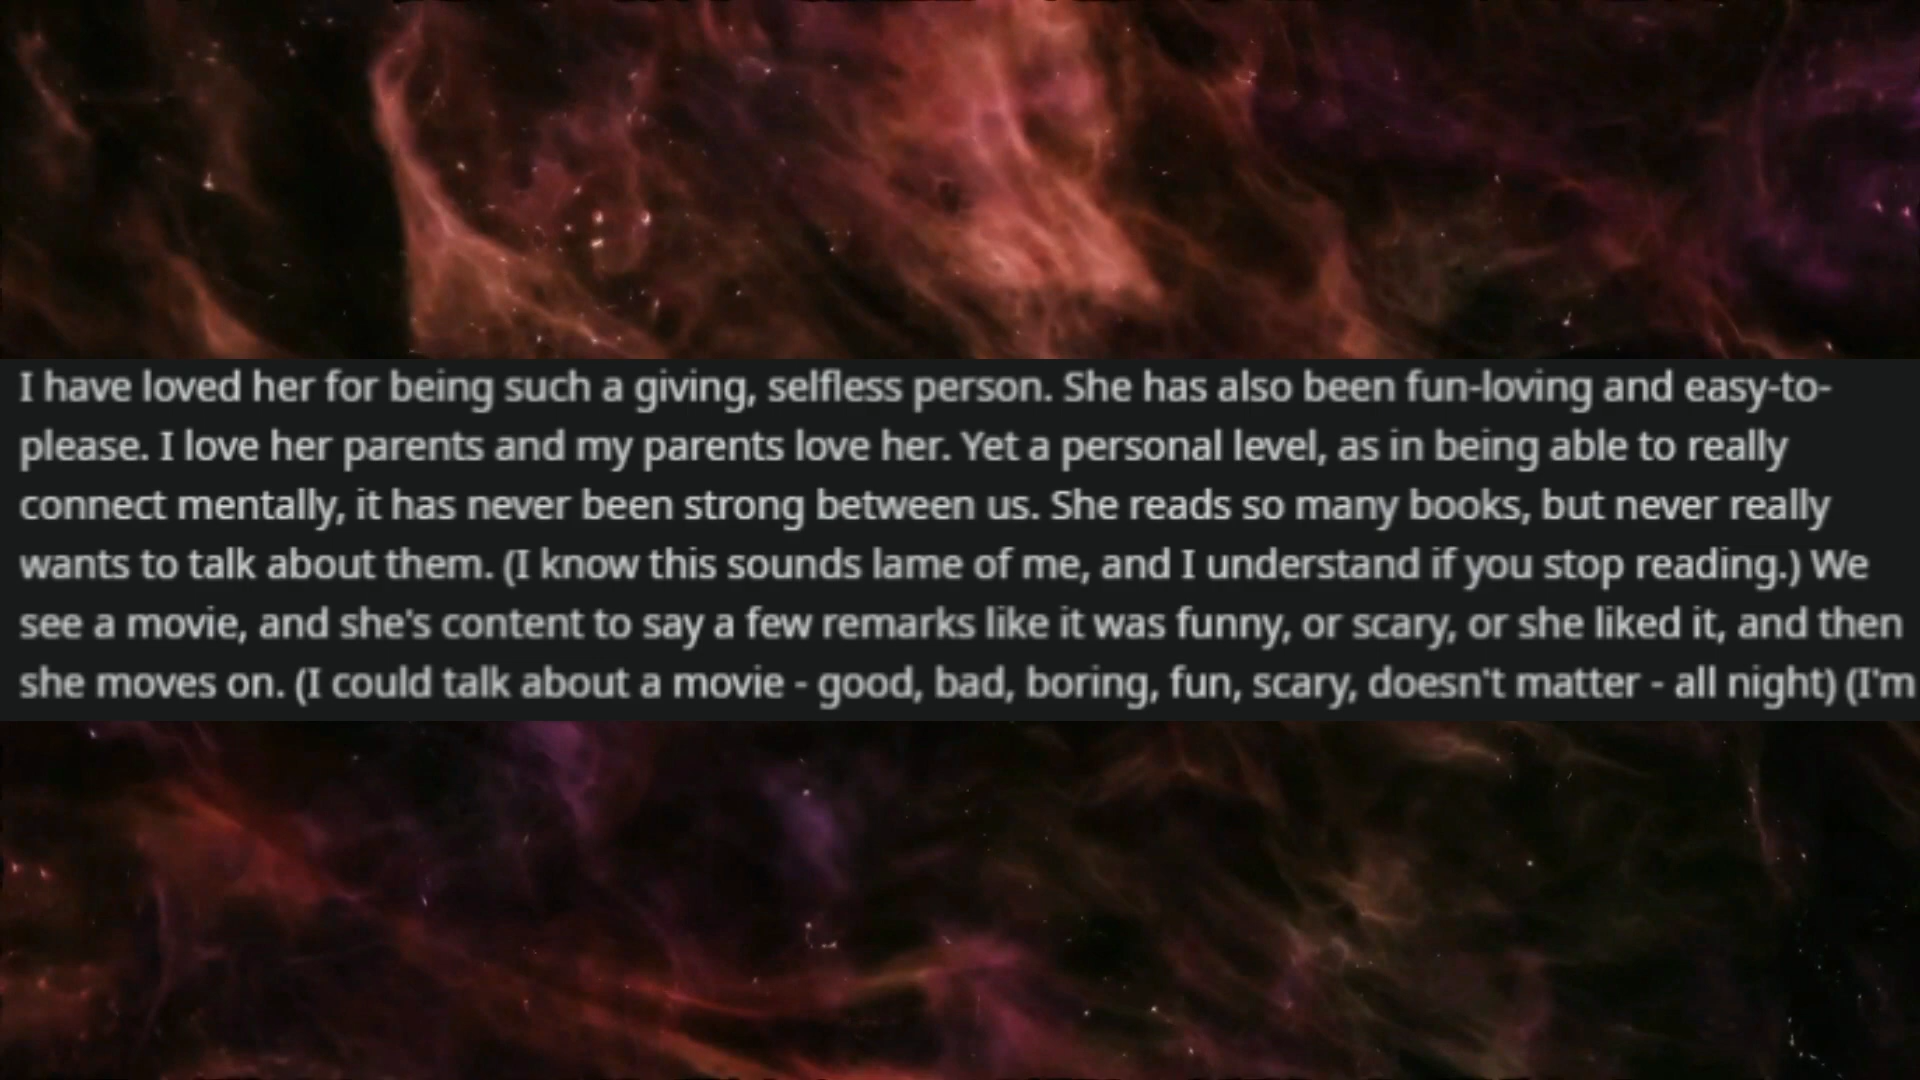 I have loved her for being such a giving, selfless person. She has also been fun-loving and easy-to-
please. I love her parents and my parents love her. Yet a personal level, as in being able to really
connect mentally, it has never been strong between us. She reads so many books, but never really
wants to talk about them. (I know this sounds lame of me, and I understand if you stop reading.) We
see a movie, and she's content to say a few remarks like it was funny, or scary, or she liked it, and then
she moves on. (I could talk about a movie - good, bad, boring, fun, scary, doesn't matter - all night) (I'm